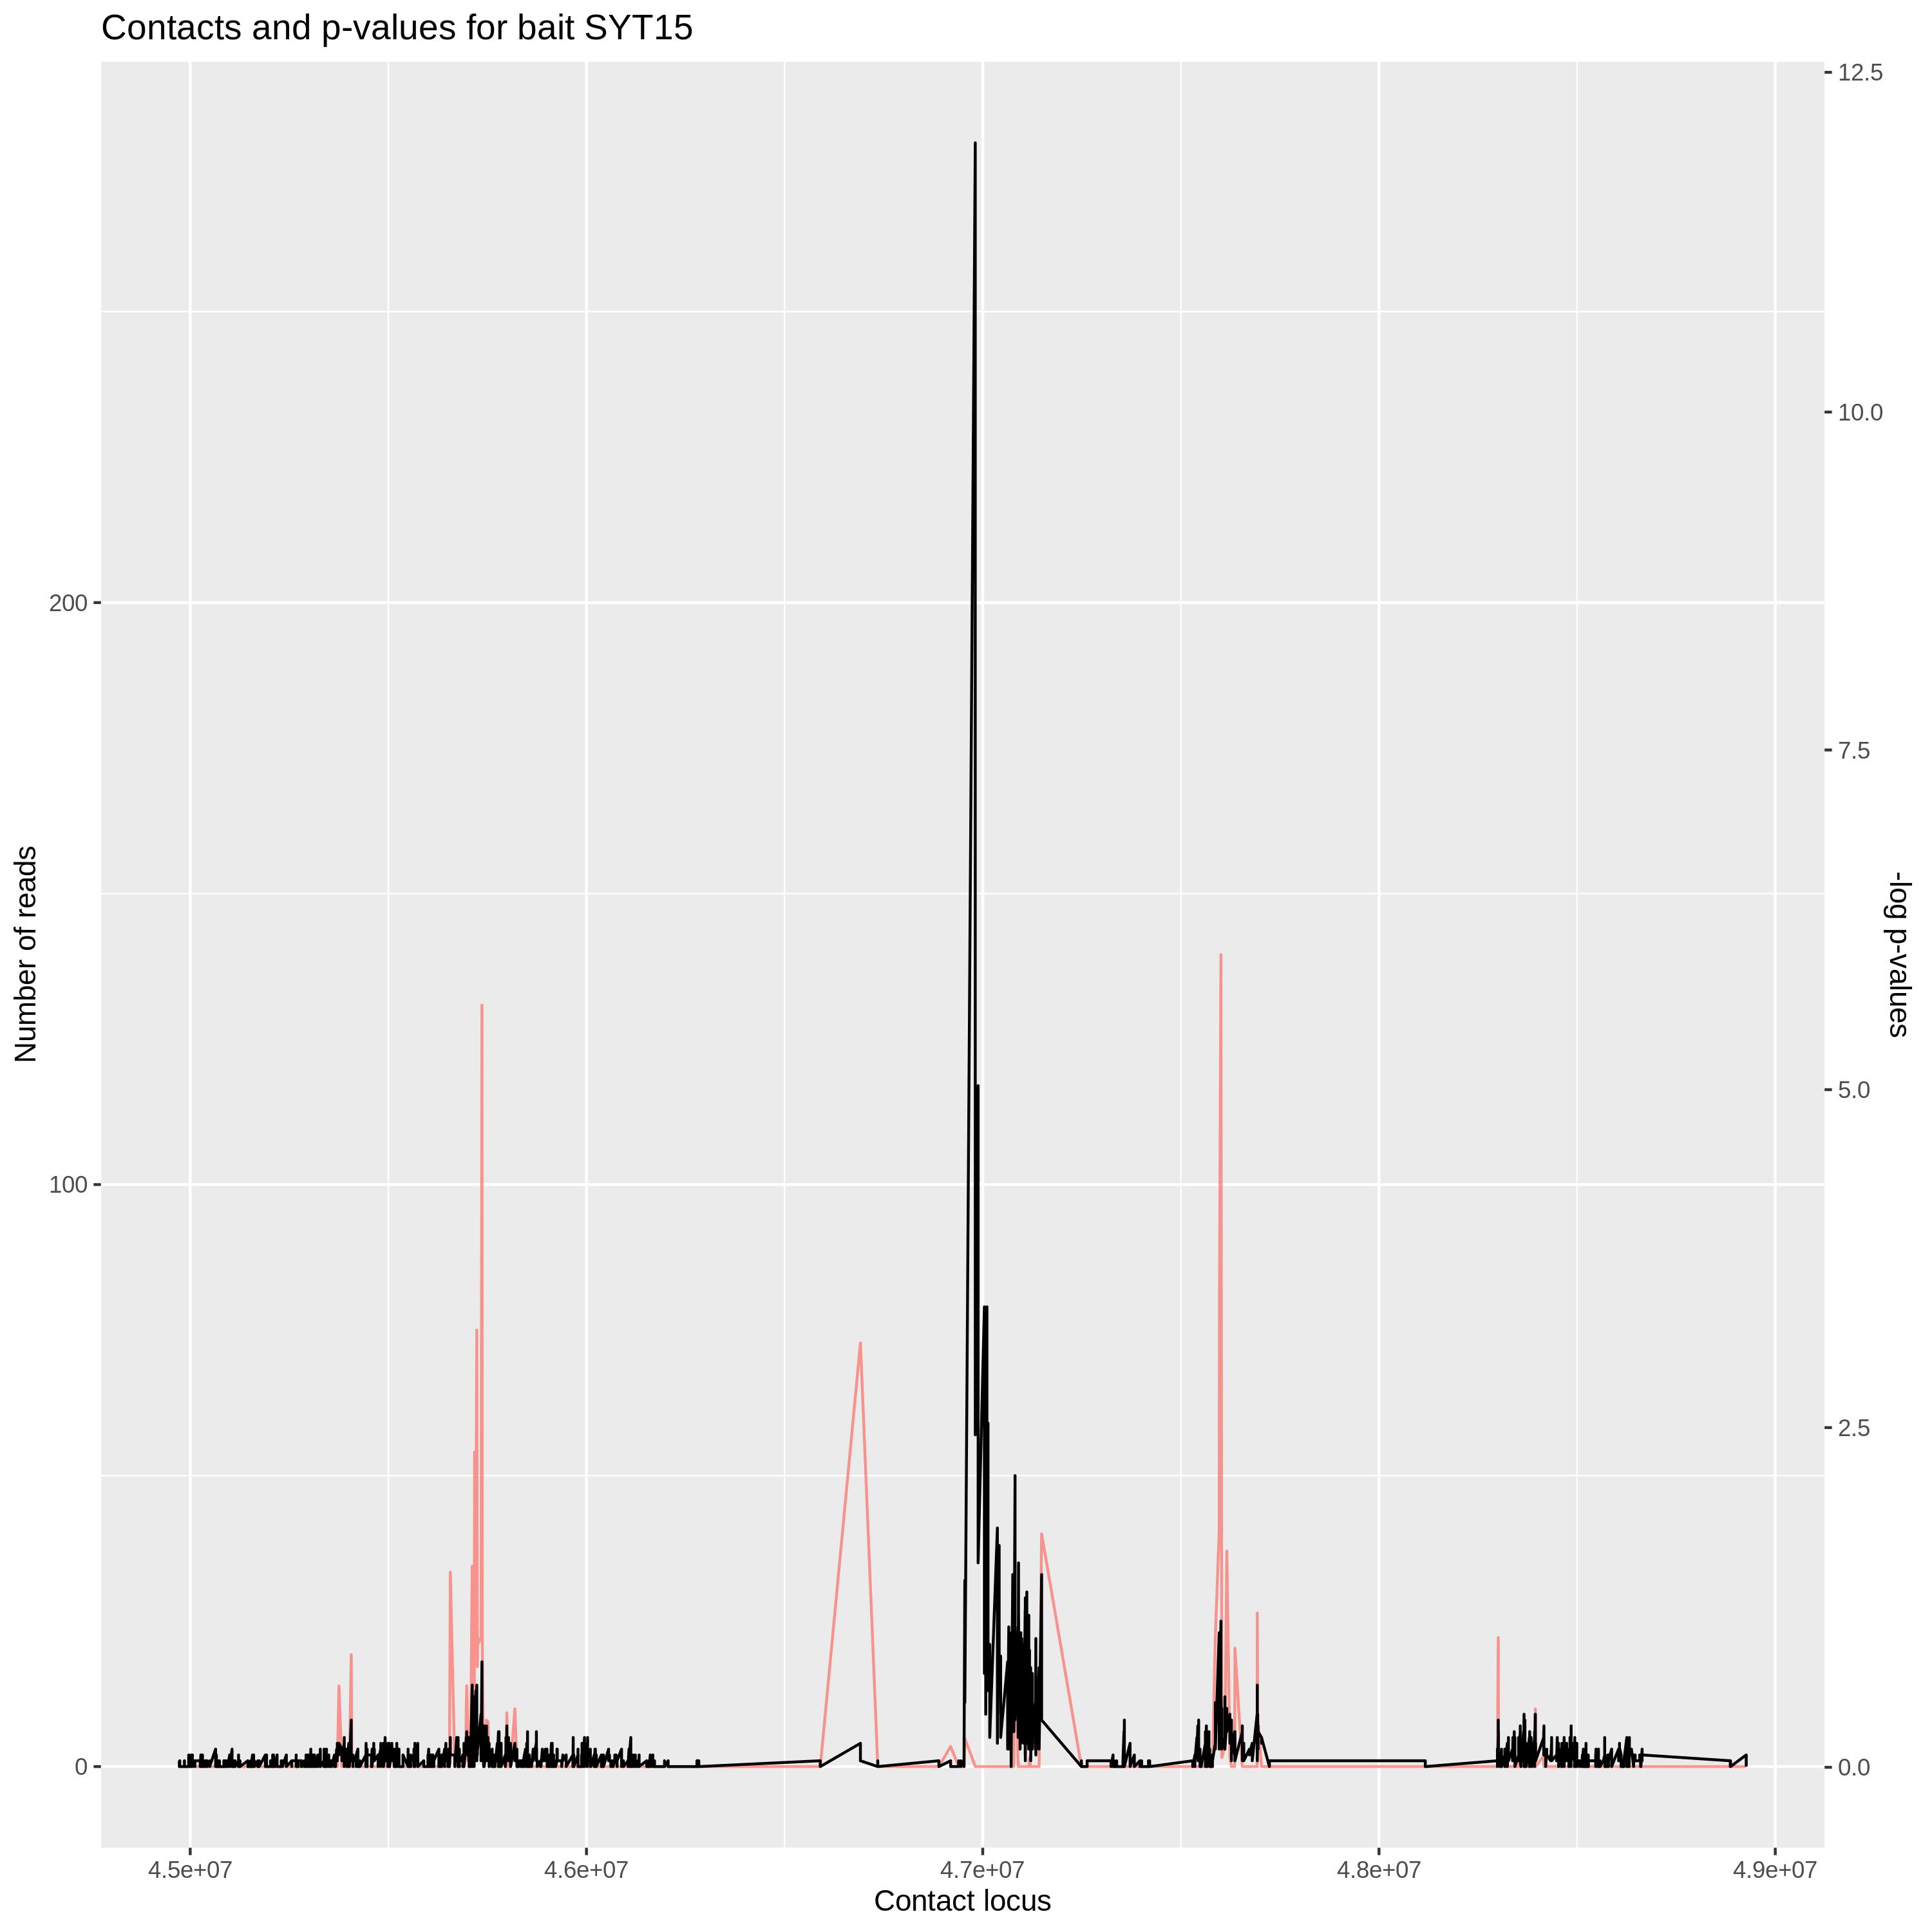 Contacts and p-values for bait SYT15
12.5
10.0
200
7.5
Number of reads
-log p-values
5.0
100
2.5
0
0.0
4.5e+07
4.6e+07
4.7e+07
4.8e+07
4.9e+07
Contact locus